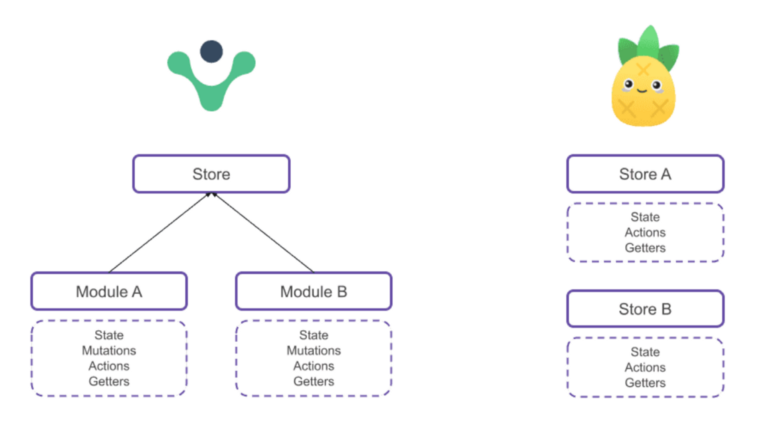 Store
Module A
State
Mutations
Actions
Getters
Module B
State
Mutations
Actions
Getters
Store A
State
Actions
Getters
Store B
State
Actions
Getters